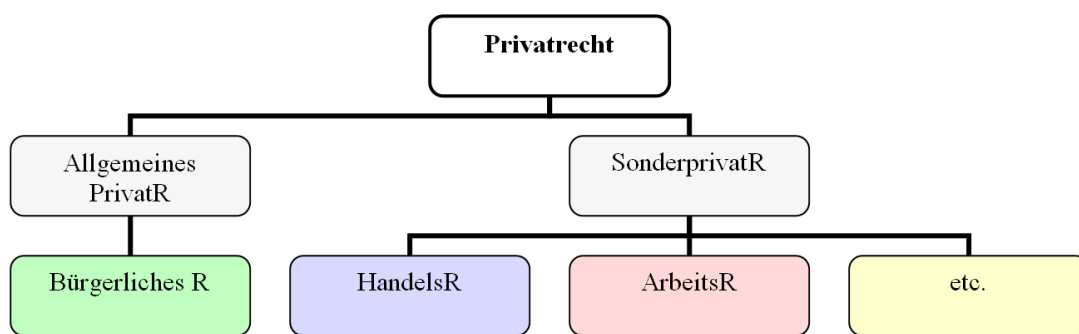 Privatrecht
Allgemeines
PrivatR
SonderprivatR
Bürgerliches R
HandelsR
ArbeitsR
etc.